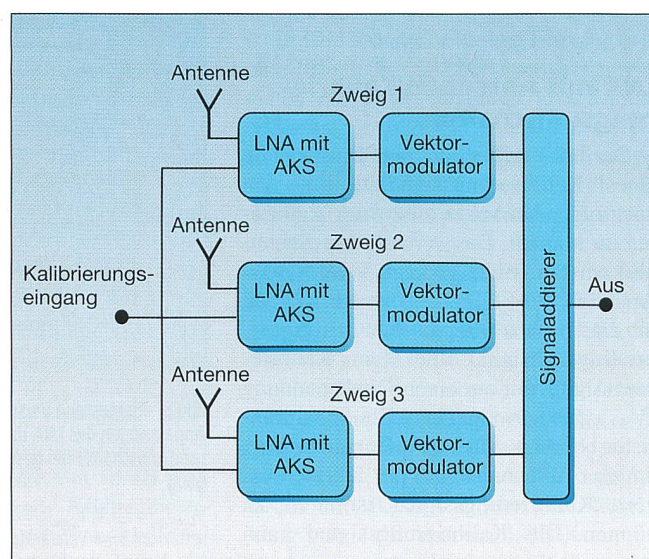 Antenne
Zweig 1
LNA mit
AKS
Vektor-
modulator
Antenne
Zweig 2
Kalibrierungs-
eingang
LNA mit
AKS
Vektor-
modulator
Signaladdierer
Aus
Antenne
Zweig 3
LNA mit
AKS
Vektor-
modulator